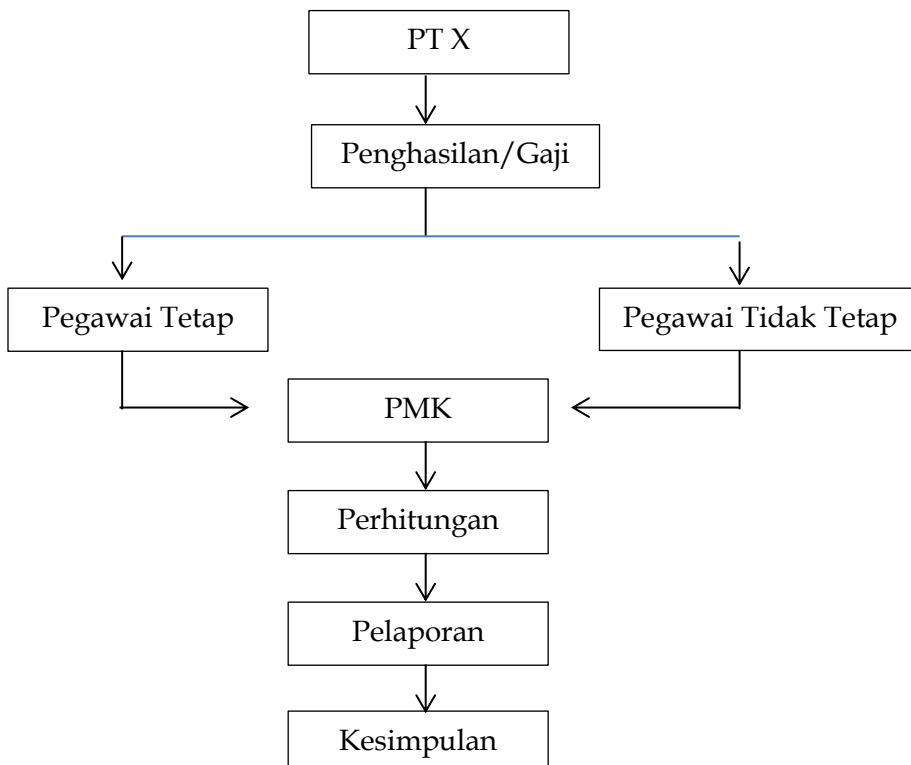 PT X
Penghasilan/Gaji
Pegawai Tetap
Pegawai Tidak Tetap
PMK
Perhitungan
Pelaporan
Kesimpulan